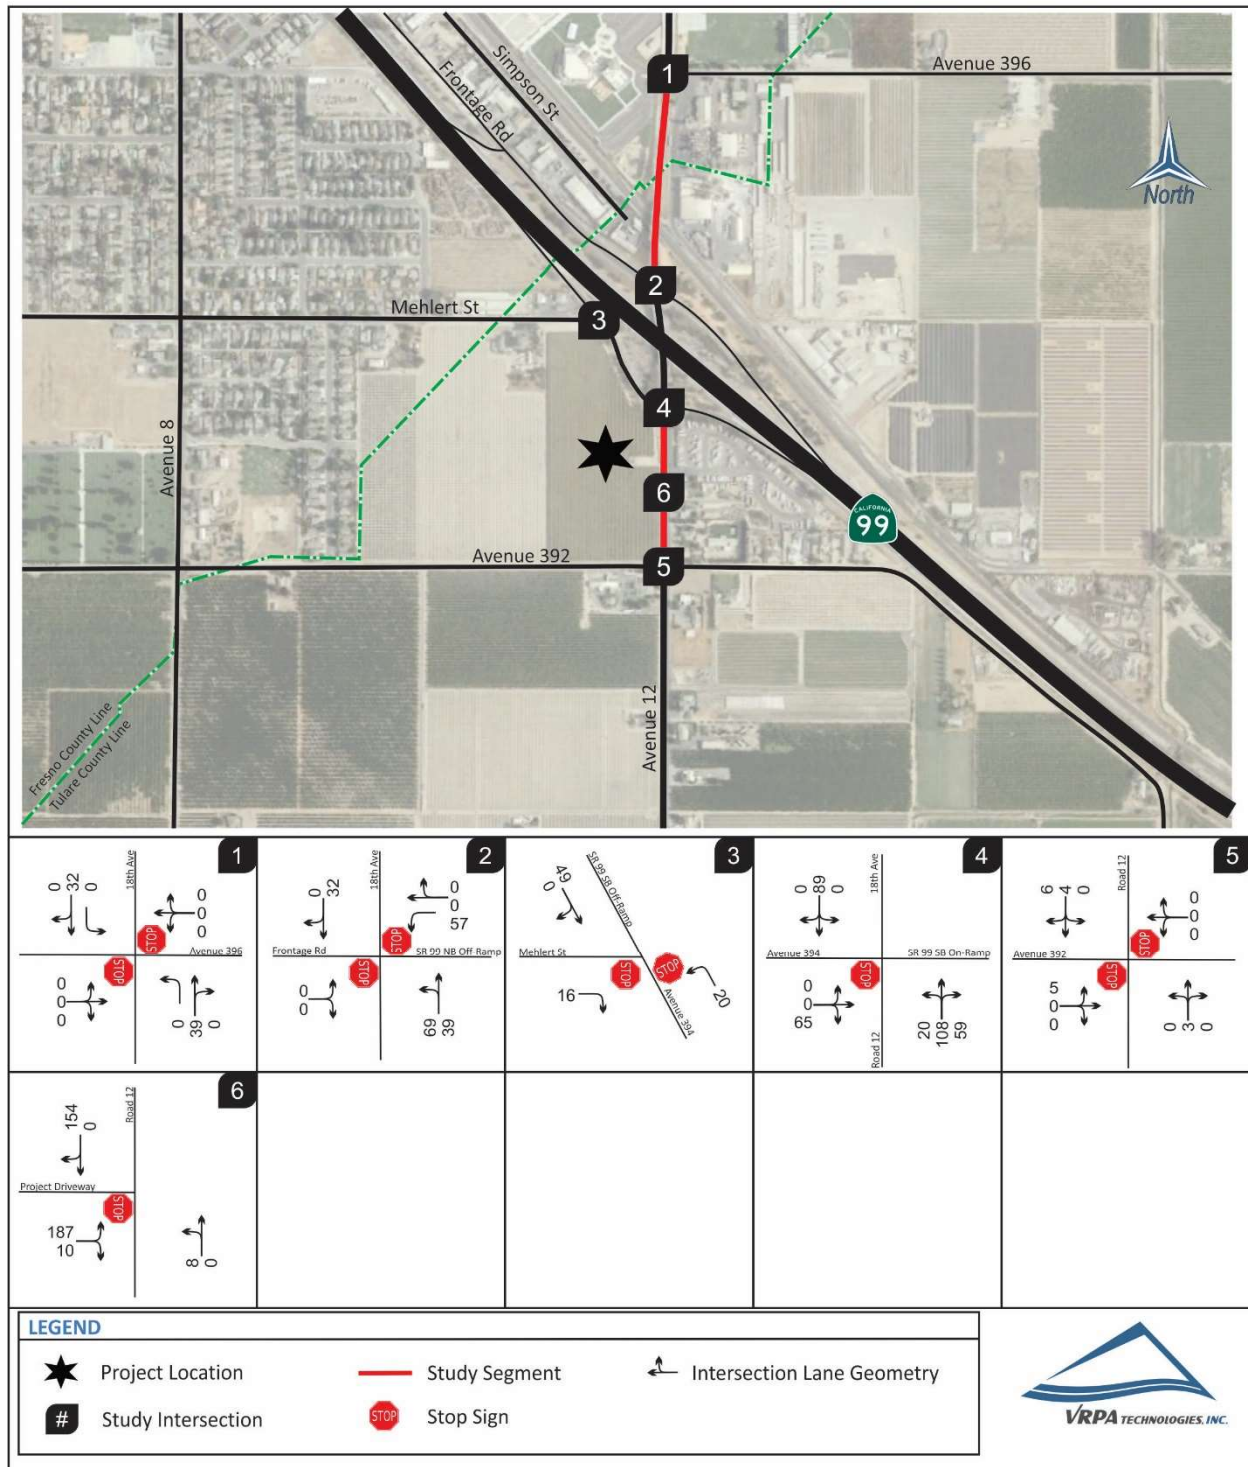 Simpson St
Frontage Rd
1
Avenue 396
North
2
Mehlert St
3
4
Avenue 8
6
CALIFORNIA
99
Avenue 392
5
Avenue 12
Fresno County Line
Tulare County Line
1
0 32 0
18th Ave
0
0
0
STOP
Avenue 396
STOP
0
0
0
0 39 0
2
0 32
18th Ave
0
0
57
STOP
Frontage Rd
SR 99 NB Off-Ramp
STOP
0
0
69 39
3
0 49
SR 99 SB Off-Ramp
Mehlert St
STOP
STOP
16
20
Avenue 394
4
0 89 0
18th Ave
Avenue 394
SR 99 SB On-Ramp
STOP
0
0
65
Road 12
20 108 59
5
6 4 0
Road 12
0
0
0
STOP
Avenue 392
STOP
5
0
0
0 3 0
6
154 0
Road 12
Project Driveway
STOP
187
10
8 0
LEGEND
Project Location
Study Segment
Intersection Lane Geometry
# Study Intersection
STOP Stop Sign
VRPA TECHNOLOGIES, INC.